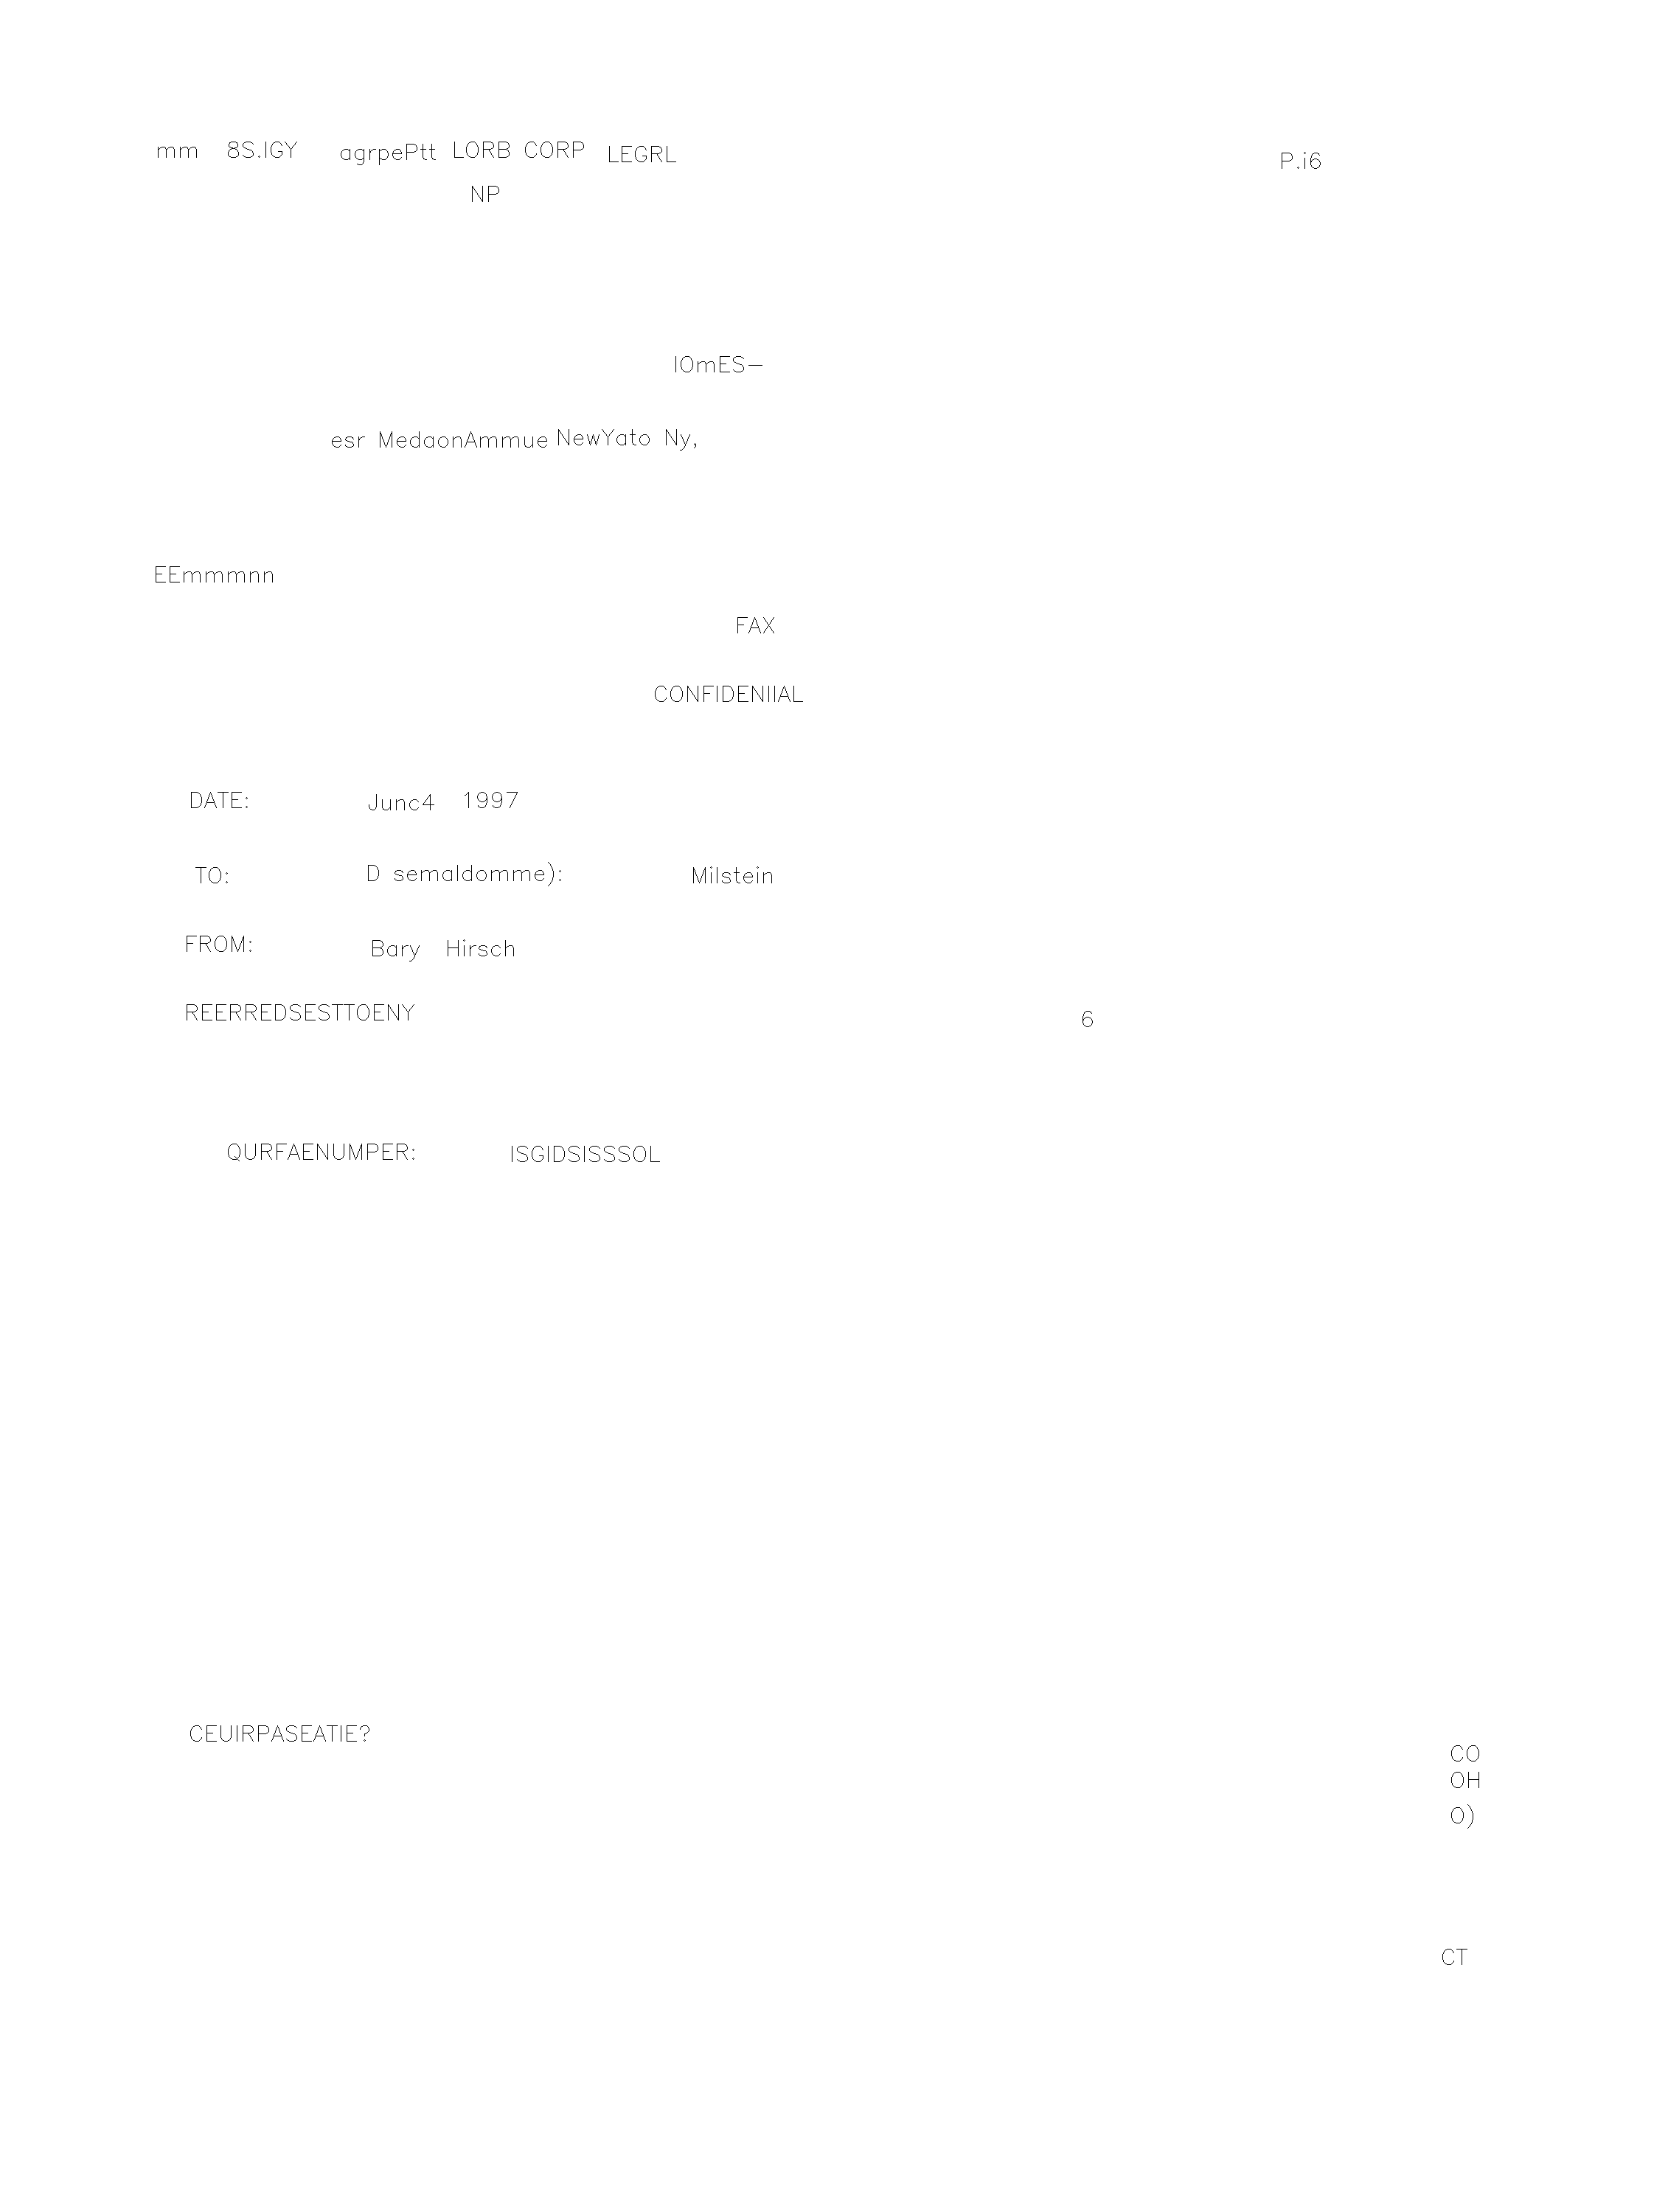 mm 8S.IGY agrpePtt LORB CORP LEGRL P.i6
NP
IOmES-
esr MedaonAmmue NewYato Ny,
EEmmmnn
FAX
CONFIDENIIAL
DATE: Junc4 1997
TO: D semaldomme): Milstein
FROM: Bary Hirsch
REERREDSESTTOENY 6
QURFAENUMPER: ISGIDSISSSOL
CEUIRPASEATIE?
CO
OH
O)
CT